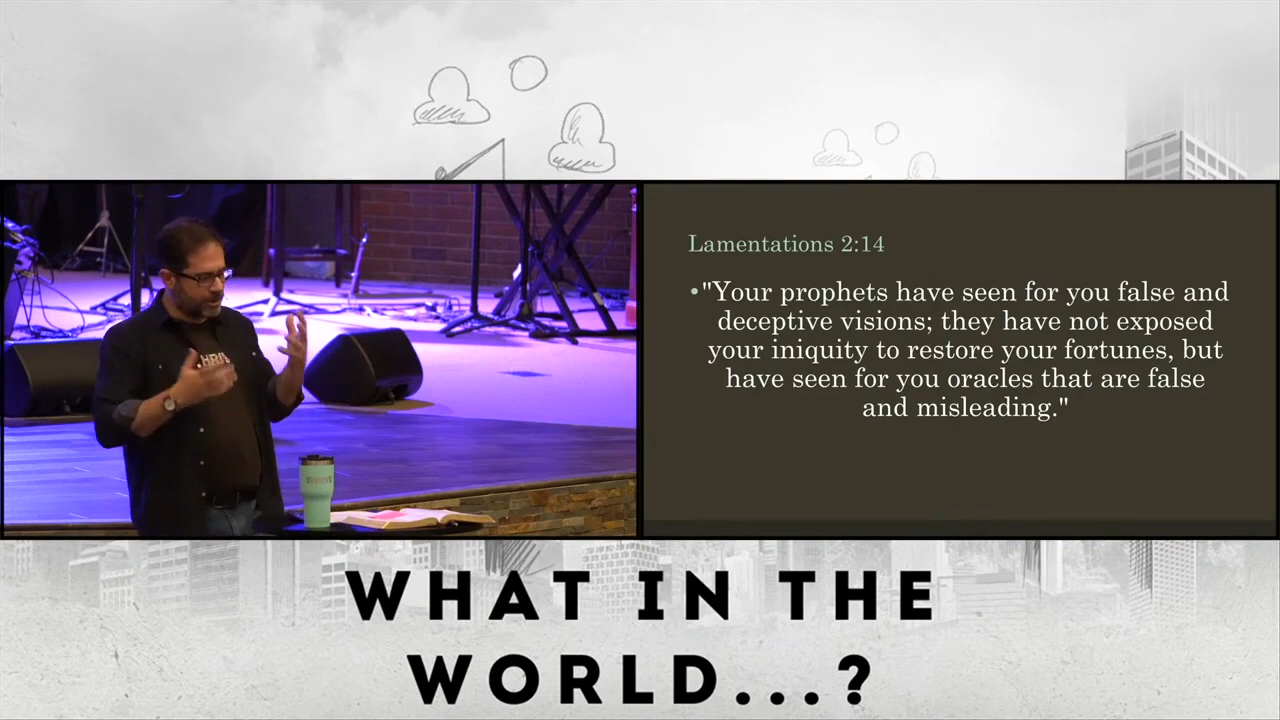 Lamentations 2:14
•"Your prophets have seen for you false and
deceptive visions; they have not exposed
your iniquity to restore your fortunes, but
have seen for you oracles that are false
and misleading."
WHAT IN THE
WORLD...?